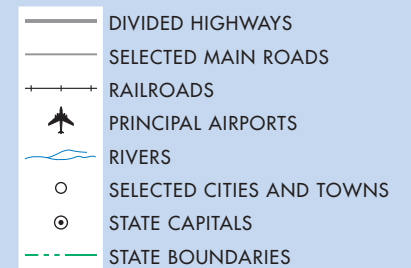 DIVIDED HIGHWAYS
SELECTED MAIN ROADS
RAILROADS
PRINCIPAL AIRPORTS
RIVERS
SELECTED CITIES AND TOWNS
STATE CAPITALS
STATE BOUNDARIES